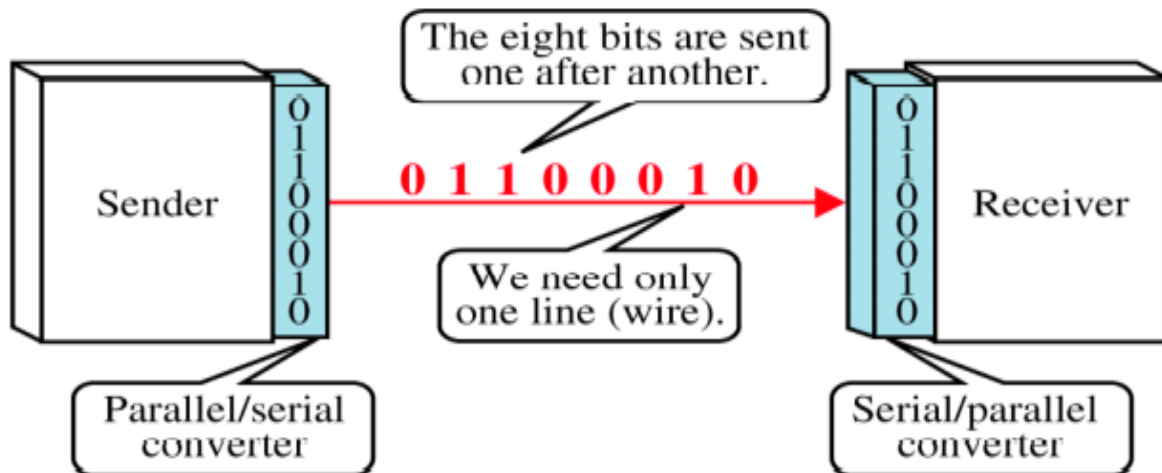 The eight bits are sent
one after another.
Sender
0
1
1
0
0
0
1
0
0 1 1 0 0 0 1 0
0
1
1
0
0
0
1
0
Receiver
We need only
one line (wire).
Parallel/serial
converter
Serial/parallel
converter